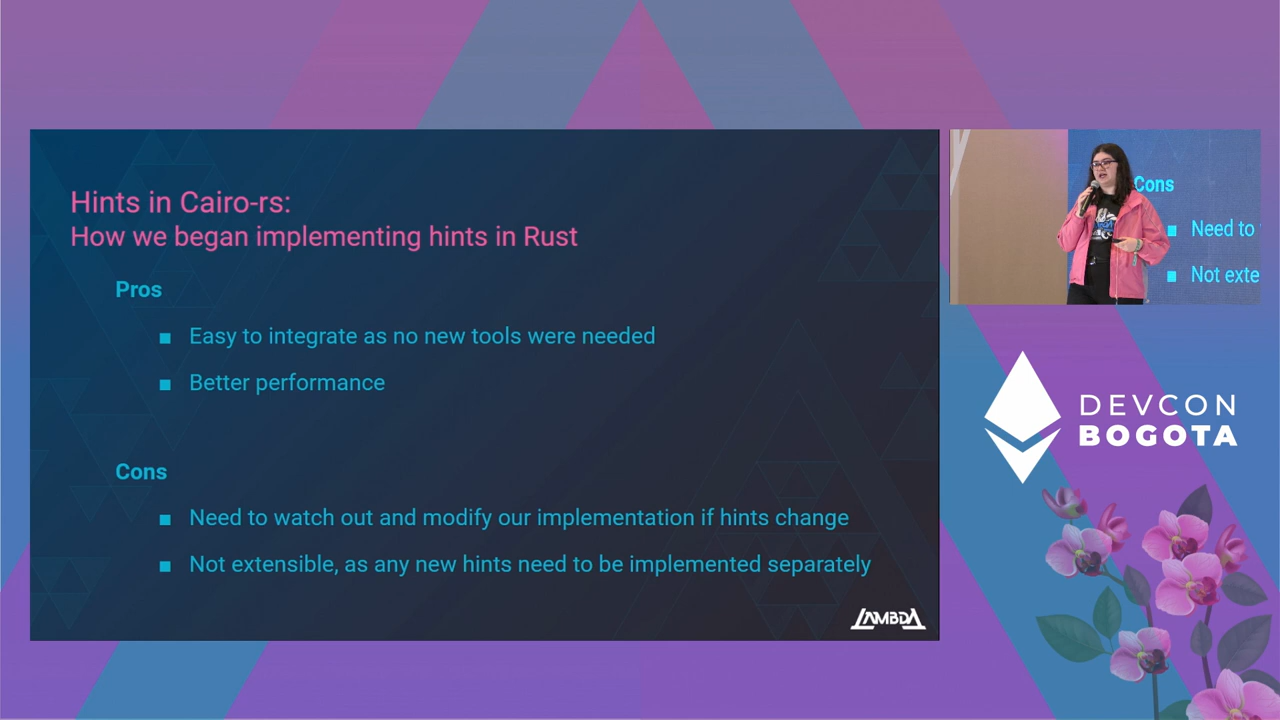 Hints in Cairo-rs:
How we began implementing hints in Rust
Pros
■ Easy to integrate as no new tools were needed
■ Better performance
Cons
■ Need to watch out and modify our implementation if hints change
■ Not extensible, as any new hints need to be implemented separately
LAMBDA
Cons
■ Need to
■ Not exte
DEVCON
BOGOTA